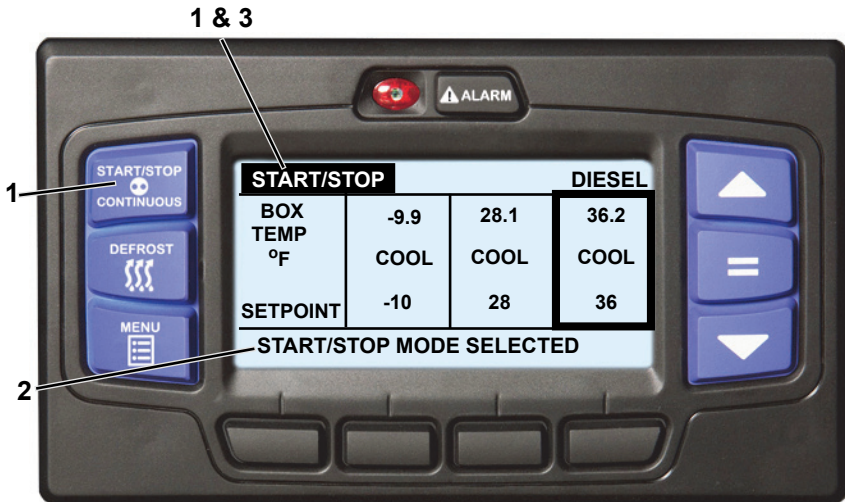 1 & 3
ALARM
START/STOP
CONTINUOUS
1
DEFROST
MENU
2
START/STOP DIESEL
BOX TEMP °F -9.9 28.1 36.2
COOL COOL COOL
SETPOINT -10 28 36
START/STOP MODE SELECTED
=